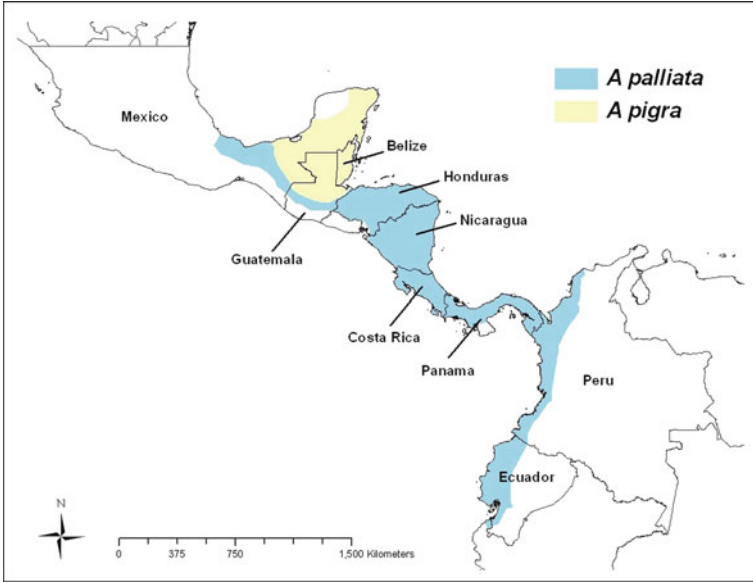 A palliata
A pigra
Mexico
Belize
Honduras
Nicaragua
Guatemala
Costa Rica
Panama
Peru
Ecuador
N
0 375 750 1,500 Kilometers